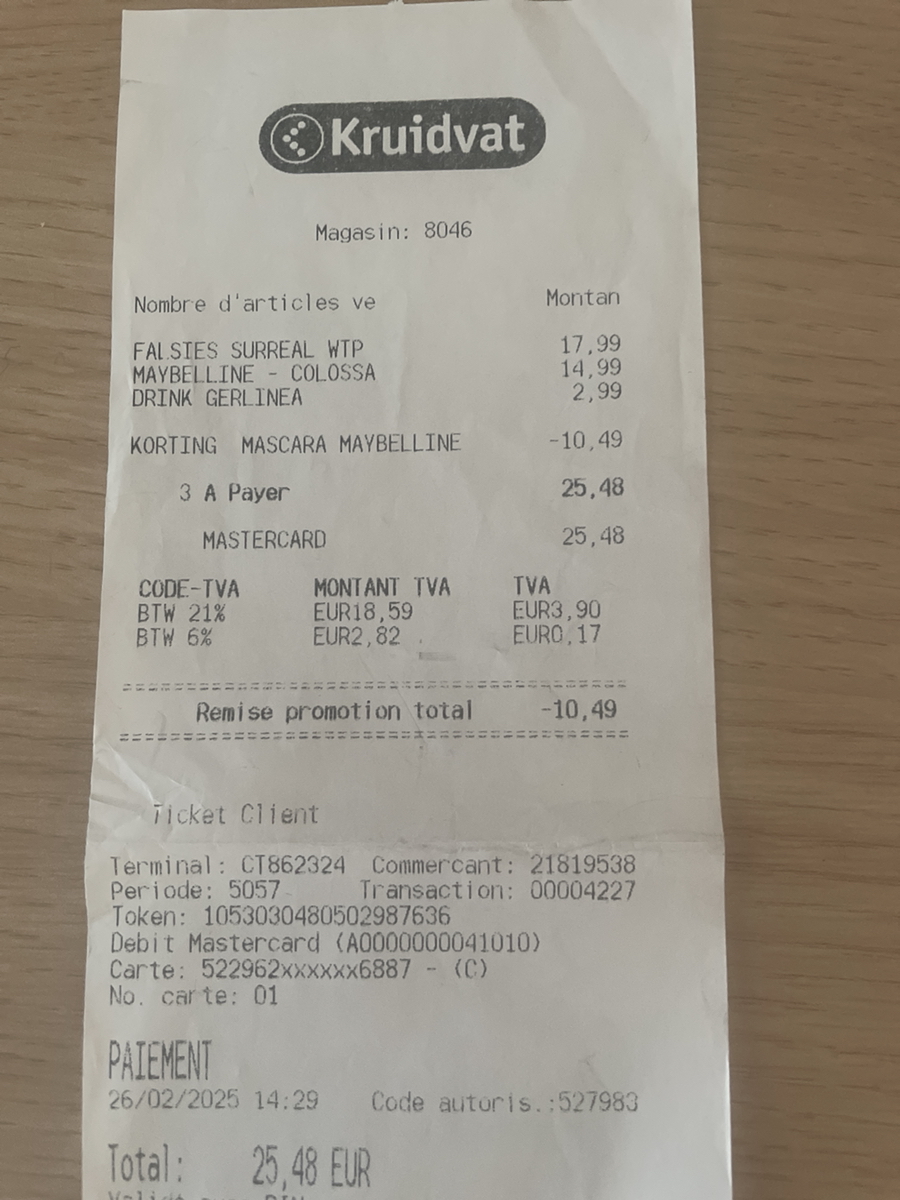 Kruidvat
Magasin: 8046
Nombre d'articles ve Montan
FALSIES SURREAL WTP 17,99
MAYBELLINE - COLOSSA 14,99
DRINK GERLINEA 2,99
KORTING MASCARA MAYBELLINE -10,49
3 A Payer 25,48
MASTERCARD 25,48
CODE-TVA MONTANT TVA TVA
BTW 21% EUR18,59 EUR3,90
BTW 6% EUR2,82 EUR0,17
Remise promotion total -10,49
Ticket Client
Terminal: CT862324 Commercant: 21819538
Periode: 5057 Transaction: 00004227
Token: 1053030480502987636
Debit Mastercard (A0000000041010)
Carte: 522962xxxxxx6887 - (C)
No. carte: 01
PAIEMENT
26/02/2025 14:29 Code autoris.:527983
Total: 25,48 EUR